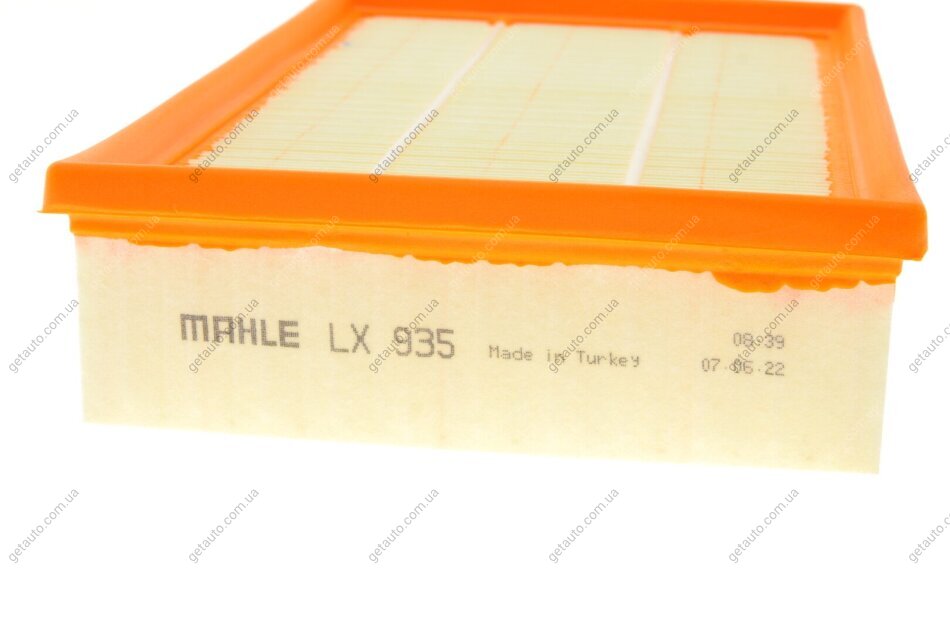 MAHLE LX 935 Made in Turkey
08:39
07.06.22
getauto.com.ua